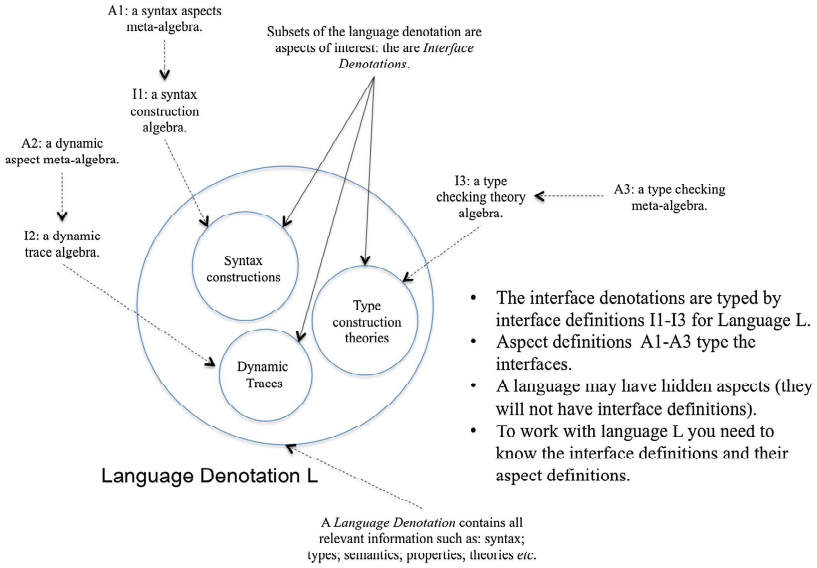 A1: a syntax aspects
meta-algebra.
Subsets of the language denotation are
aspects of interest: the are Interface
Denotations.
I1: a syntax
construction
algebra.
A2: a dynamic
aspect meta-algebra.
I3: a type
checking theory
algebra.
A3: a type checking
meta-algebra.
I2: a dynamic
trace algebra.
Syntax
constructions
Type
construction
theories
Dynamic
Traces
• The interface denotations are typed by
interface definitions I1-I3 for Language L.
• Aspect definitions A1-A3 type the
interfaces.
• A language may have hidden aspects (they
will not have interface definitions).
• To work with language L you need to
know the interface definitions and their
aspect definitions.
Language Denotation L
A Language Denotation contains all
relevant information such as: syntax;
types; semantics; properties; theories etc.